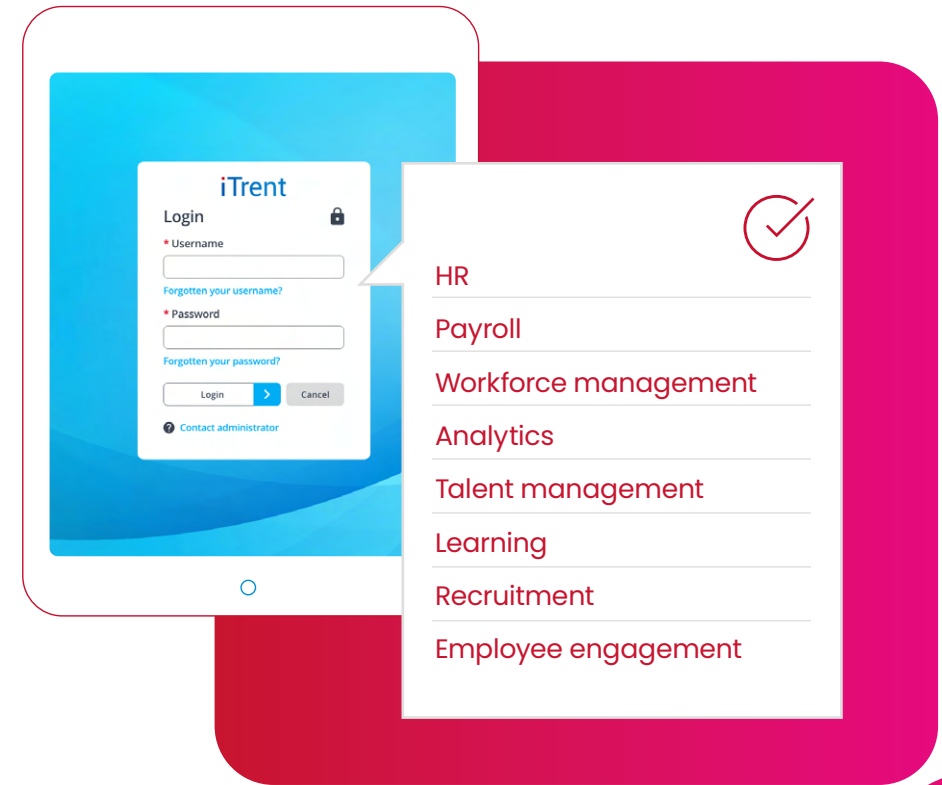 iTrent
Login
* Username
Forgotten your username?
* Password
Forgotten your password?
Login > Cancel
? Contact administrator
HR
Payroll
Workforce management
Analytics
Talent management
Learning
Recruitment
Employee engagement